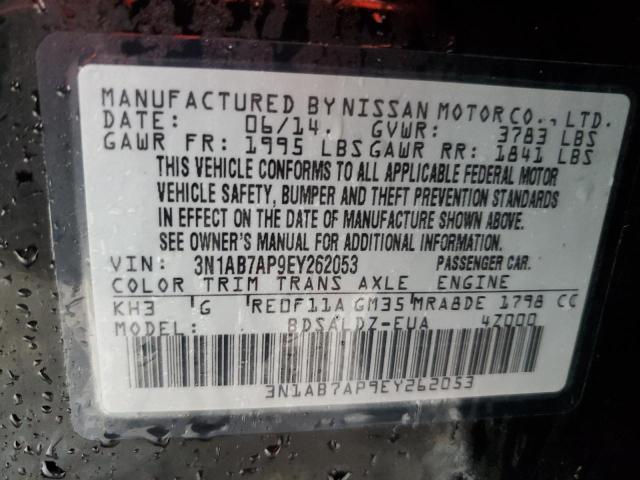 MANUFACTURED BY NISSAN MOTOR CO., LTD.
DATE: 06/14. GVWR: 3783 LBS
GAWR FR: 1995 LBS GAWR RR: 1841 LBS
THIS VEHICLE CONFORMS TO ALL APPLICABLE FEDERAL MOTOR
VEHICLE SAFETY, BUMPER AND THEFT PREVENTION STANDARDS
IN EFFECT ON THE DATE OF MANUFACTURE SHOWN ABOVE.
SEE OWNER'S MANUAL FOR ADDITIONAL INFORMATION.
VIN: 3N1AB7AP9EY262053 PASSENGER CAR.
COLOR TRIM TRANS AXLE ENGINE
KH3 G RE0F11A GM35 MRA8DE 1798 CC
MODEL: BDSALDZ-EUA 4Z000
3N1AB7AP9EY262053